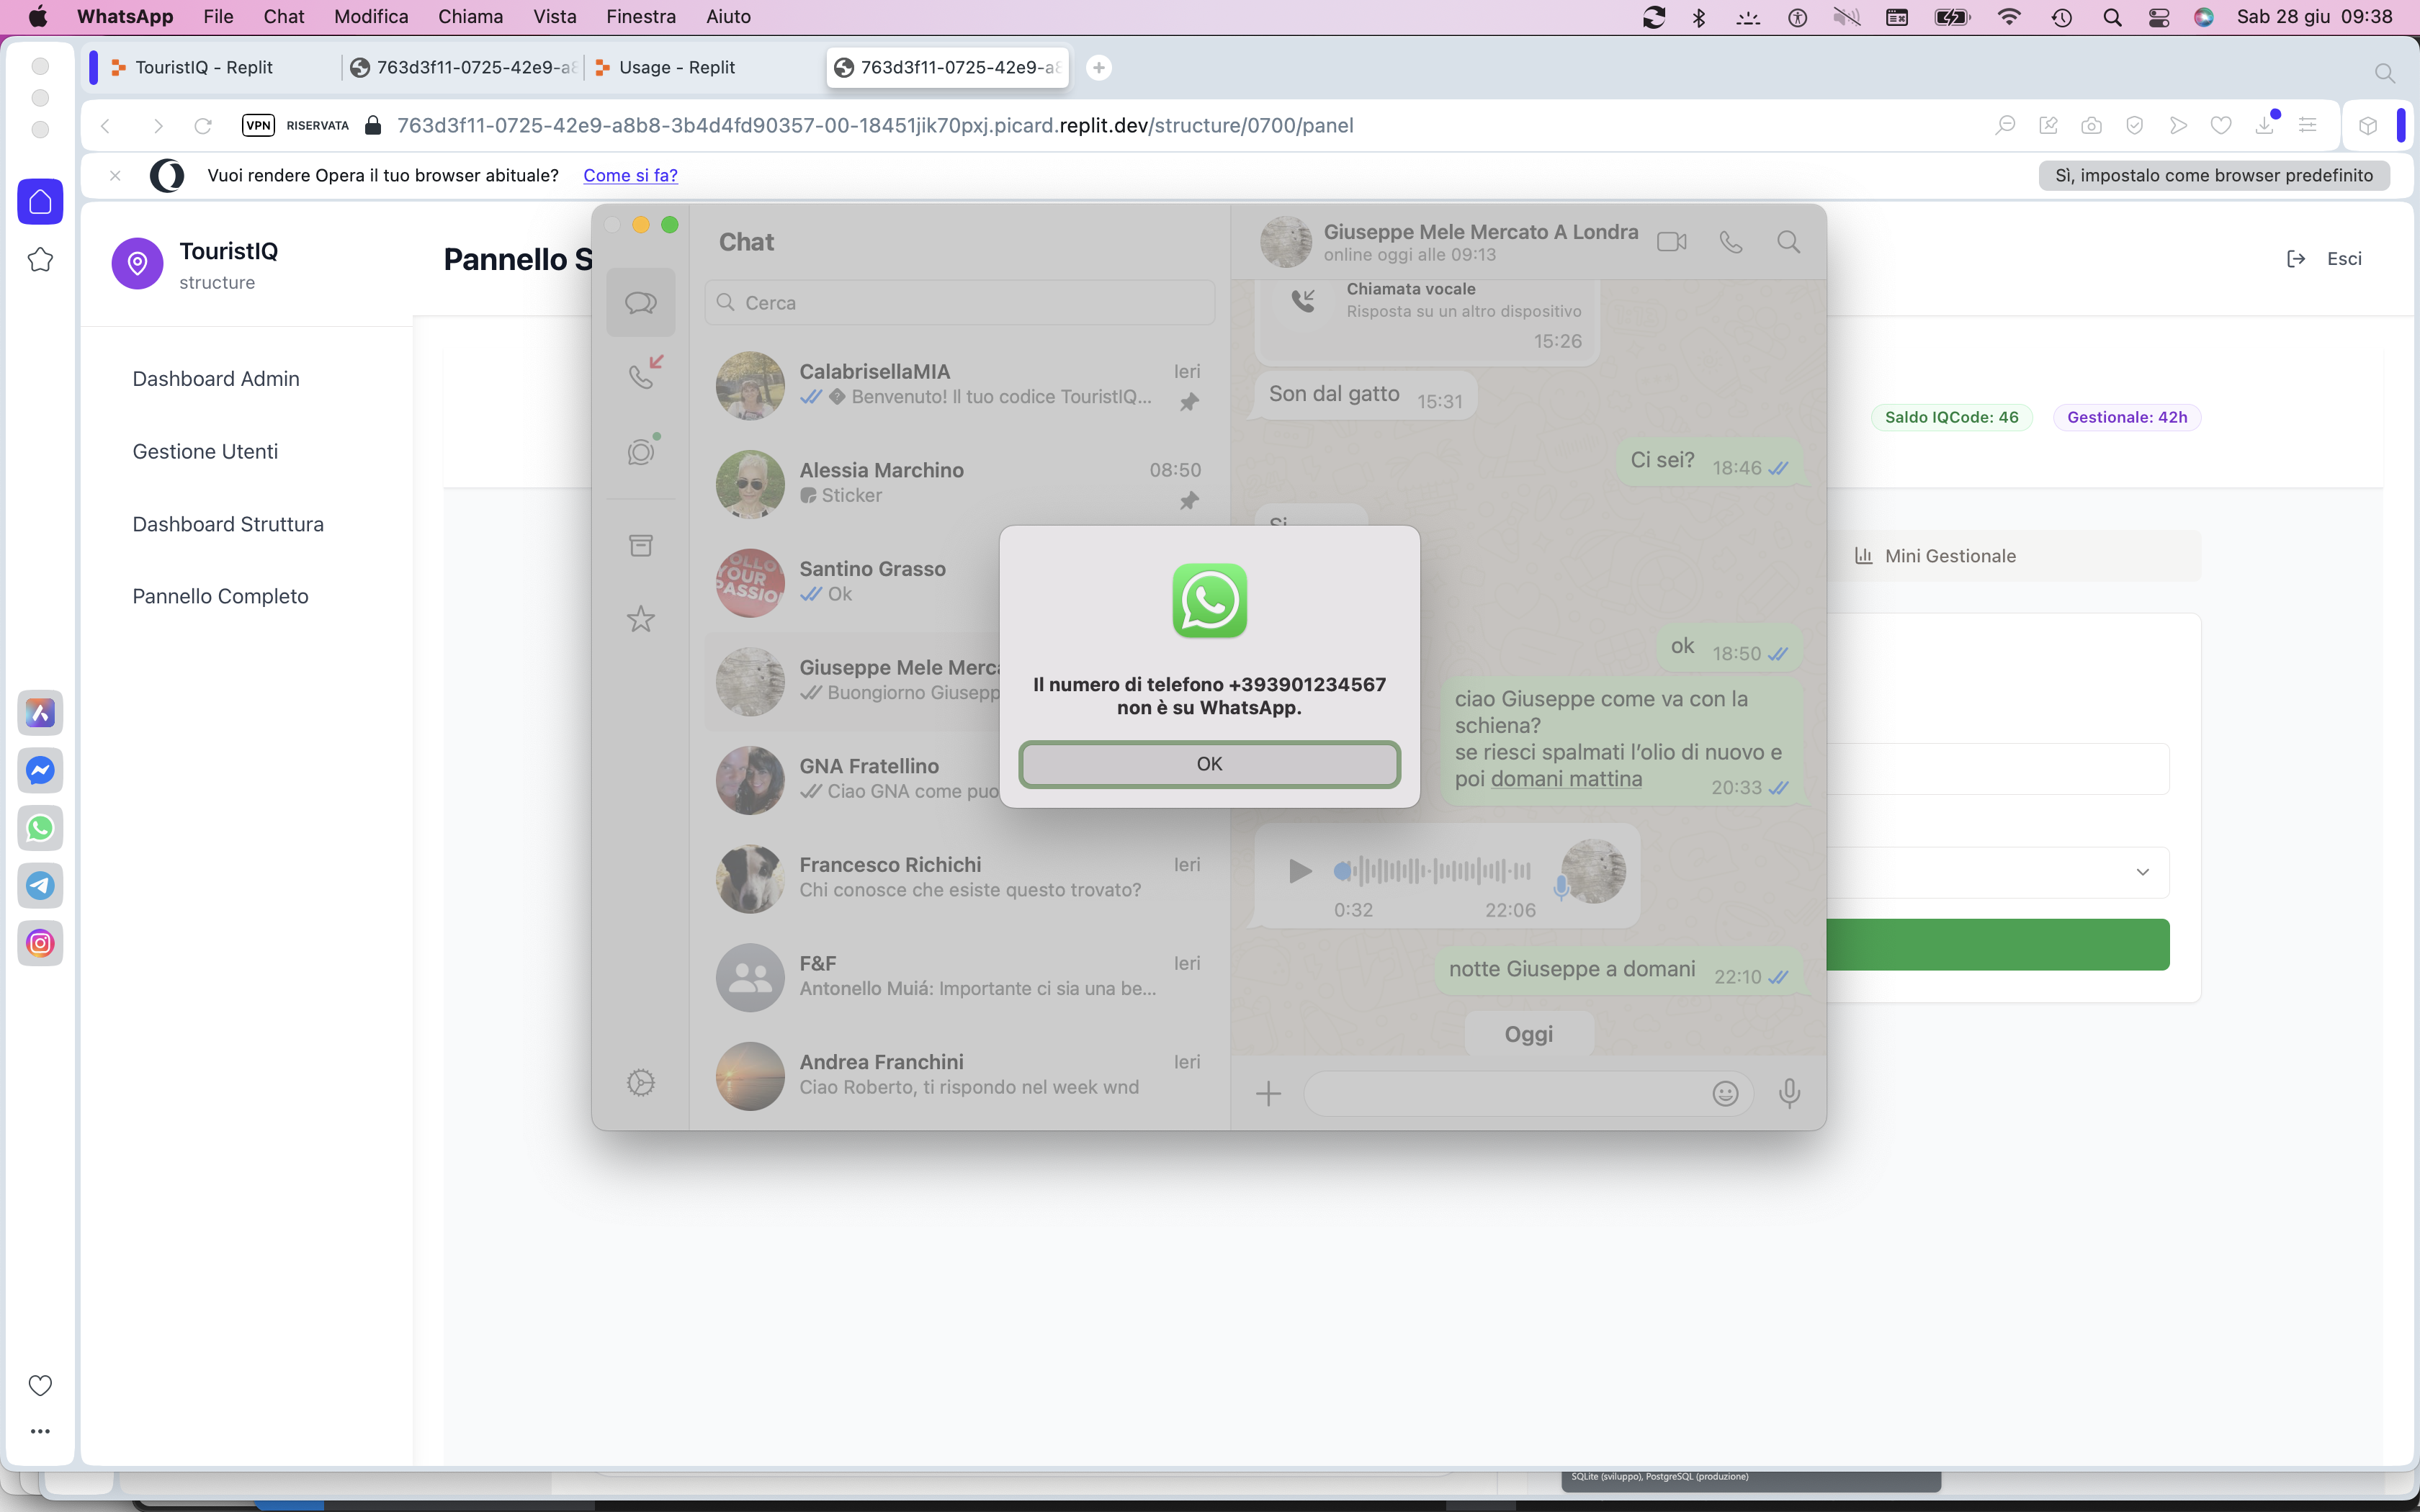 WhatsApp File Chat Modifica Chiama Vista Finestra Aiuto Sab 28 giu 09:38
TouristIQ - Replit 763d3f11-0725-42e9-a8 Usage - Replit 763d3f11-0725-42e9-a8
VPN RISERVATA 763d3f11-0725-42e9-a8b8-3b4d4fd90357-00-18451jik70pxj.picard.replit.dev/structure/0700/panel
Vuoi rendere Opera il tuo browser abituale? Come si fa? Sì, impostalo come browser predefinito
TouristIQ
structure
Dashboard Admin
Gestione Utenti
Dashboard Struttura
Pannello Completo
Pannello S
Esci
Saldo IQCode: 46 Gestionale: 42h
Mini Gestionale
Chat
Cerca
CalabrisellaMIA Ieri
Benvenuto! Il tuo codice TouristIQ...
Alessia Marchino 08:50
Sticker
Santino Grasso
Ok
OLLO
YOUR
PASSIO
Giuseppe Mele Merca
Buongiorno Giusepp
GNA Fratellino
Ciao GNA come puo
Francesco Richichi Ieri
Chi conosce che esiste questo trovato?
F&F Ieri
Antonello Muiá: Importante ci sia una be...
Andrea Franchini Ieri
Ciao Roberto, ti rispondo nel week wnd
Giuseppe Mele Mercato A Londra
online oggi alle 09:13
Chiamata vocale
Risposta su un altro dispositivo
15:26
Son dal gatto 15:31
Ci sei? 18:46
Si
ok 18:50
ciao Giuseppe come va con la
schiena?
se riesci spalmati l'olio di nuovo e
poi domani mattina 20:33
0:32 22:06
notte Giuseppe a domani 22:10
Oggi
Il numero di telefono +393901234567
non è su WhatsApp.
OK
SQLite (sviluppo), PostgreSQL (produzione)